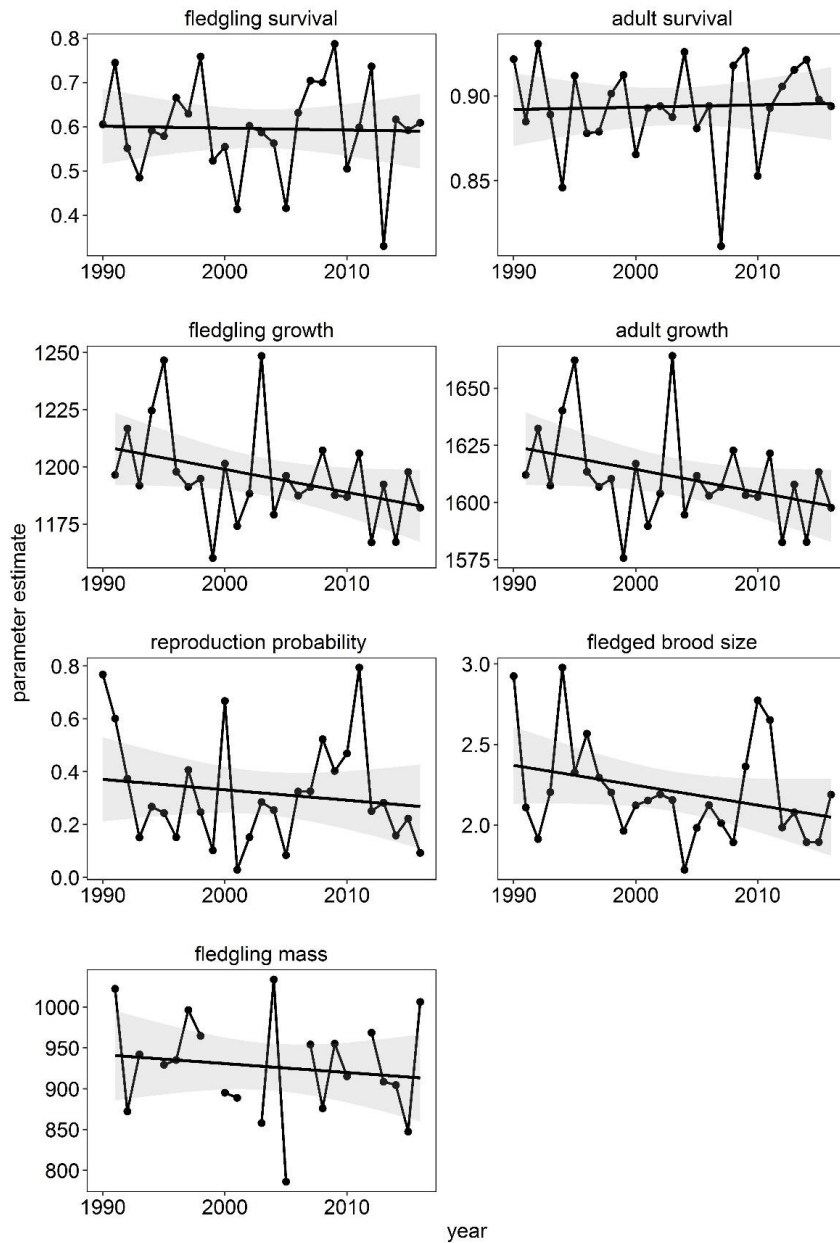 fledgling survival
0.8
0.7
0.6
0.5
0.4
1990 2000 2010
adult survival
0.90
0.85
1990 2000 2010
fledgling growth
1250
1225
1200
1175
1990 2000 2010
adult growth
1650
1625
1600
1575
1990 2000 2010
parameter estimate
reproduction probability
0.8
0.6
0.4
0.2
0.0
1990 2000 2010
fledged brood size
3.0
2.5
2.0
1990 2000 2010
fledgling mass
1000
950
900
850
800
1990 2000 2010
year